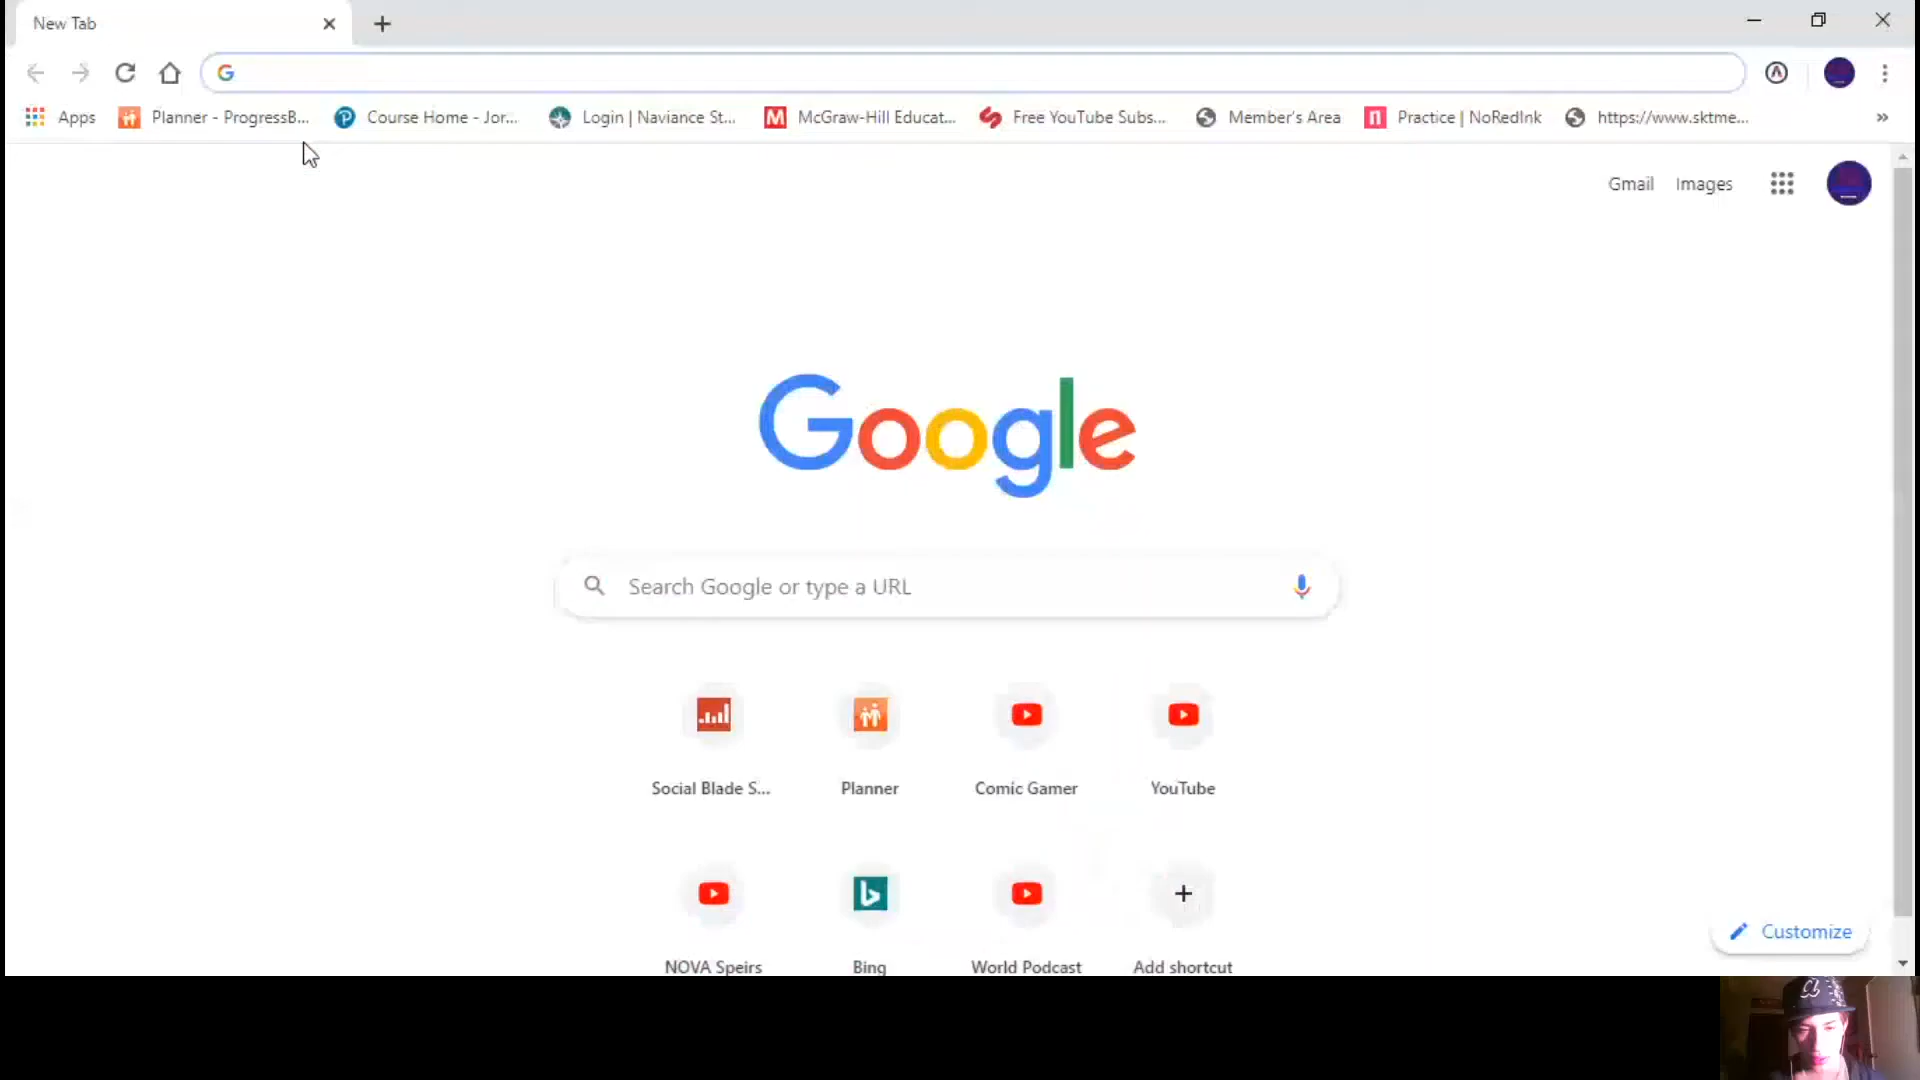 New Tab
Apps
Planner - ProgressB...
Course Home - Jor...
Login | Naviance St...
McGraw-Hill Educat...
Free YouTube Subs...
Member's Area
Practice | NoRedInk
https://www.sktme...
Gmail
Images
Google
Search Google or type a URL
Social Blade S...
Planner
Comic Gamer
YouTube
NOVA Speirs
Bing
World Podcast
Add shortcut
Customize